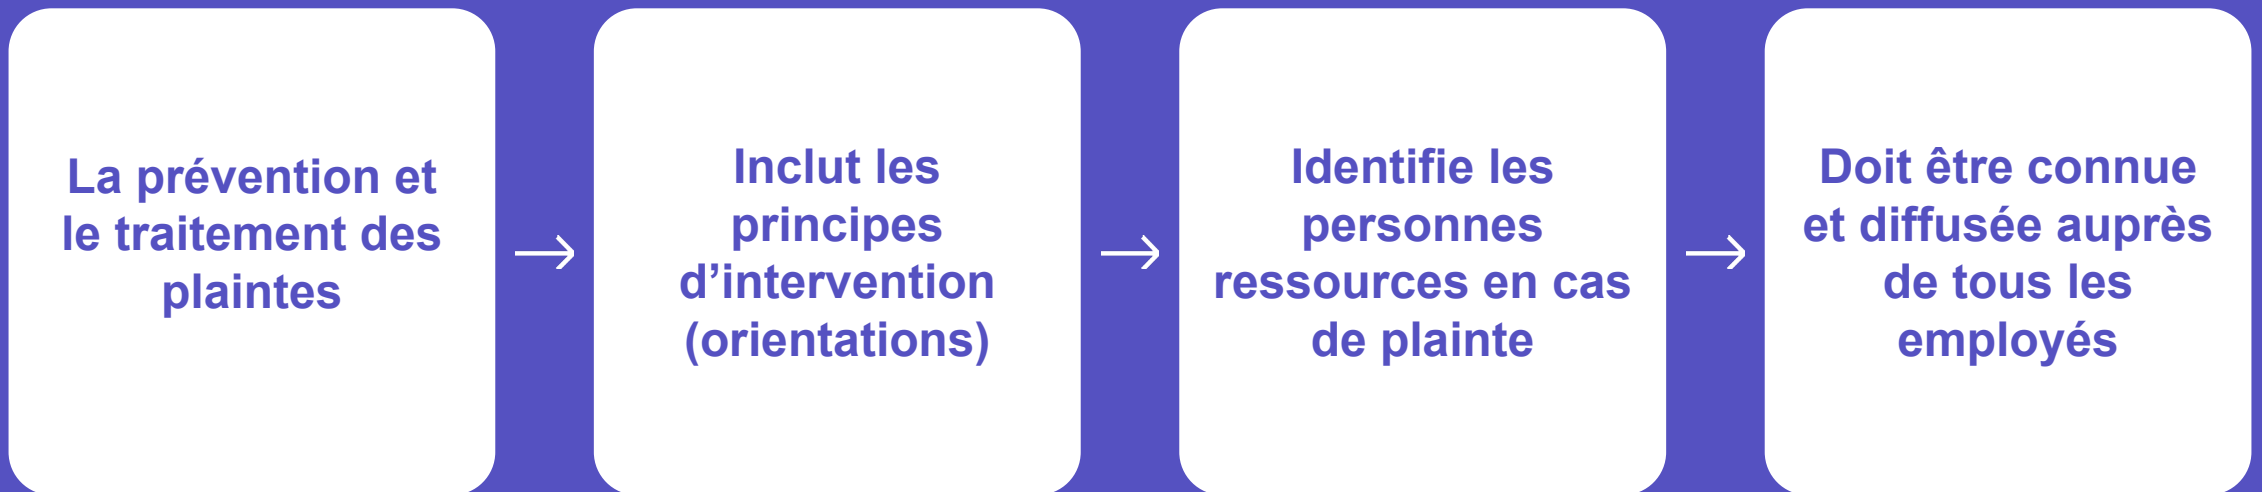 La prévention et
le traitement des
plaintes
→
Inclut les
principes
d’intervention
(orientations)
→
Identifie les
personnes
ressources en cas
de plainte
→
Doit être connue
et diffusée auprès
de tous les
employés